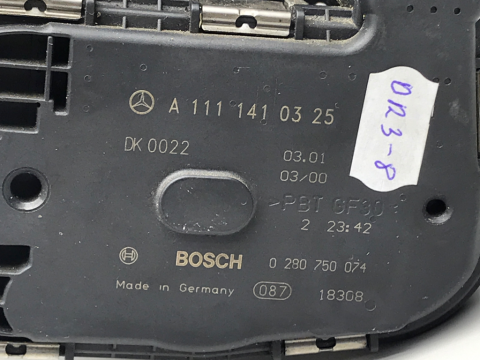 A 111 141 03 25
DK 0022
03.01
03/00
>PBT GF30<
2 23:42
BOSCH 0 280 750 074
Made in Germany 087 18308
DR3-8